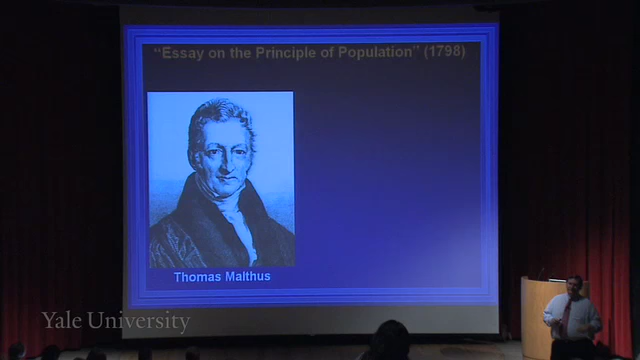 "Essay on the Principle of Population" (1798)
Thomas Malthus
Yale University